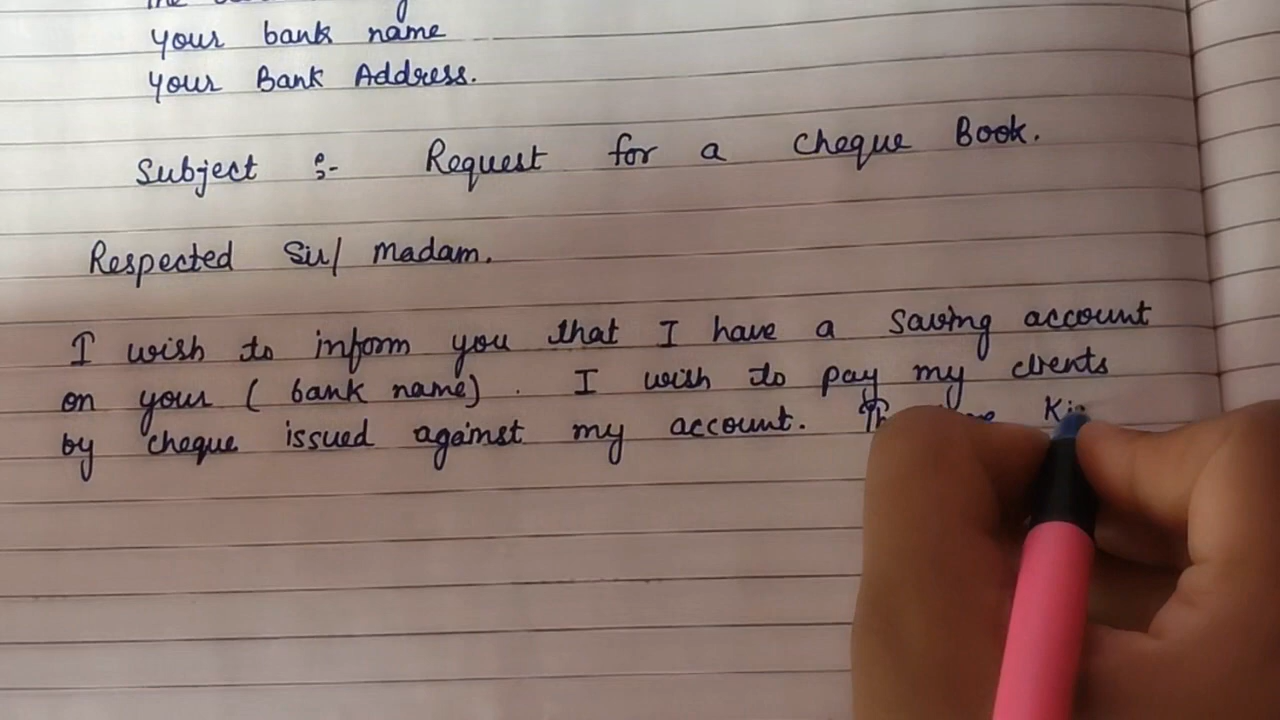 your bank name
Your Bank Address.
Subject :- Request for a cheque Book.
Respected Sir/ Madam.
I wish to inform you that I have a saving account
on your ( bank name) . I wish to pay my clients
by cheque issued against my account.